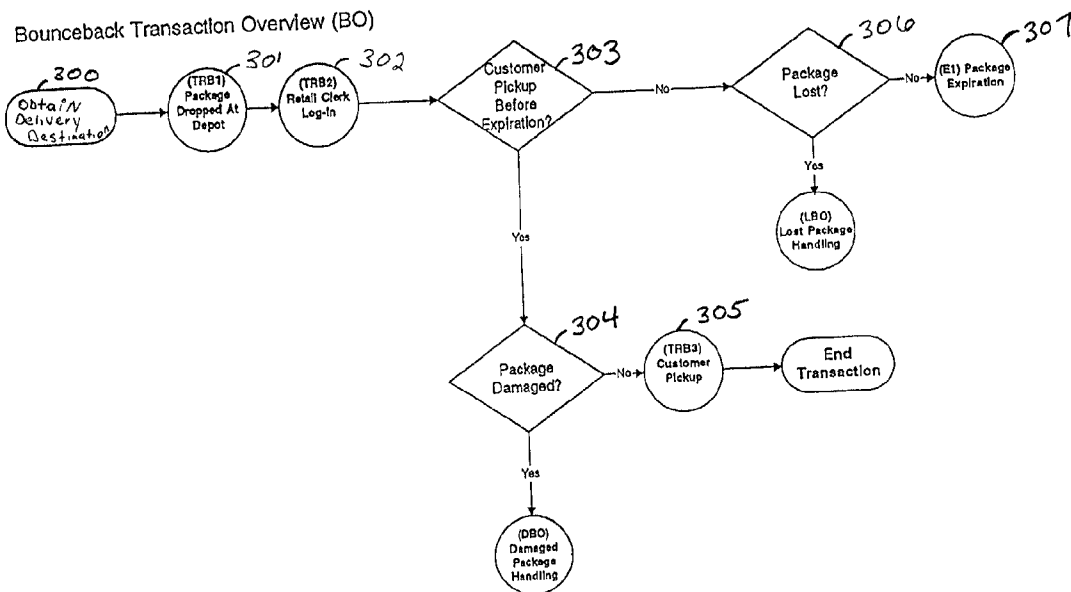 Bounceback Transaction Overview (BO)
300
Obtain
Delivery
Destination
301
(TRB1)
Package
Dropped At
Depot
302
(TRB2)
Retail Clerk
Log-in
303
Customer
Pickup
Before
Expiration?
No
306
Package
Lost?
No
307
(E1) Package
Expiration
Yes
(LBO)
Lost Package
Handling
Yes
304
Package
Damaged?
No
305
(TRB3)
Customer
Pickup
End
Transaction
Yes
(DBO)
Damaged
Package
Handling